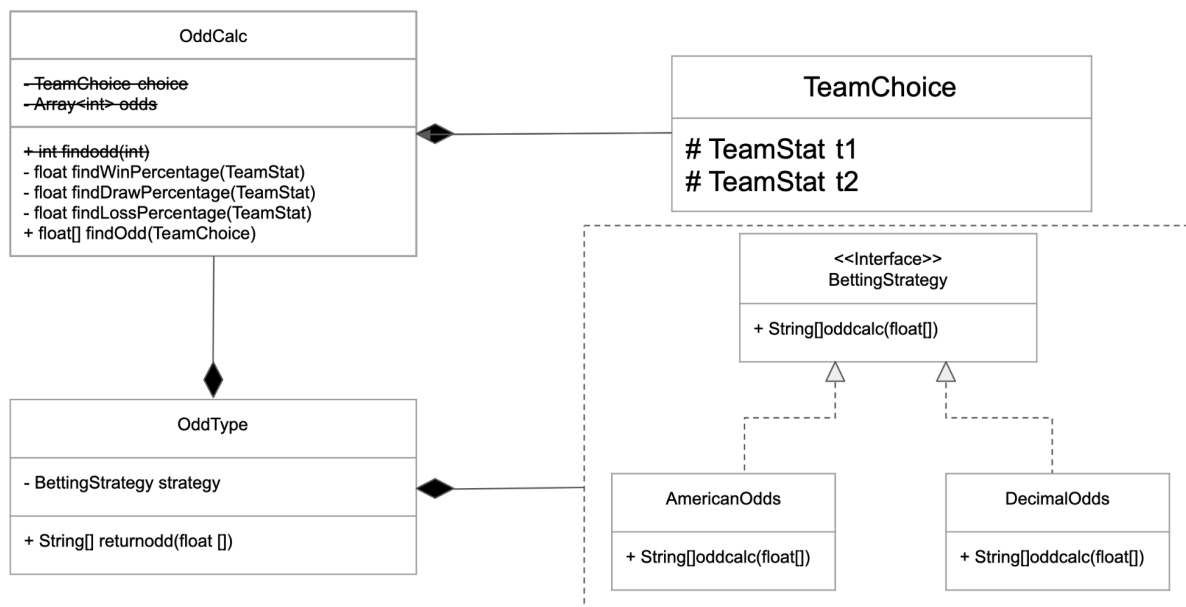 OddCalc
- TeamChoice choice
- Array<int> odds
+ int findodd(int)
- float findWinPercentage(TeamStat)
- float findDrawPercentage(TeamStat)
- float findLossPercentage(TeamStat)
+ float[] findOdd(TeamChoice)
TeamChoice
# TeamStat t1
# TeamStat t2
<<Interface>>
BettingStrategy
+ String[]oddcalc(float[])
OddType
- BettingStrategy strategy
+ String[] returnodd(float [])
AmericanOdds
+ String[]oddcalc(float[])
DecimalOdds
+ String[]oddcalc(float[])